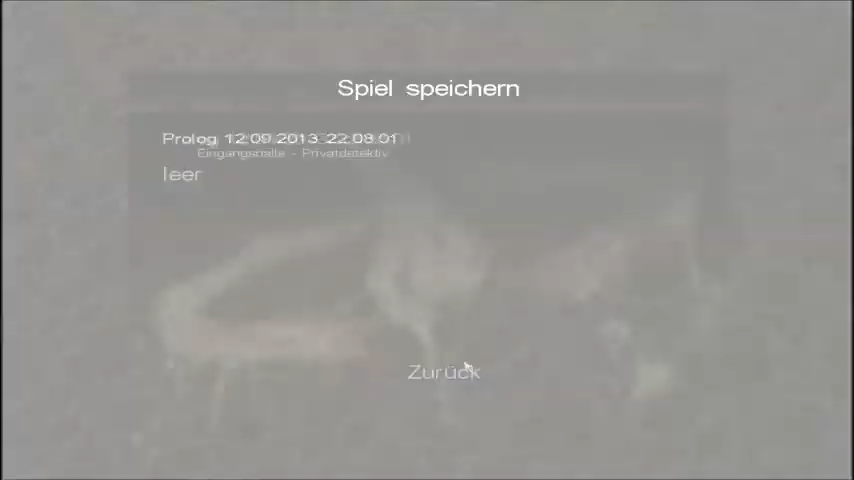 Spiel speichern
Prolog 12.09.2013 22:08:01
Eingangshalle - Privatdetektiv
leer
Zurück